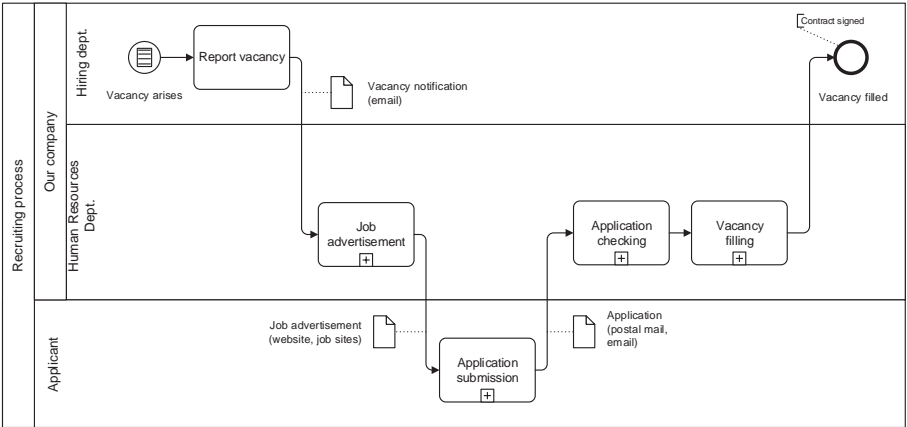 Recruiting process
Our company
Hiring dept.
Vacancy arises
Report vacancy
Vacancy notification
(email)
Contract signed
Vacancy filled
Human Resources
Dept.
Job
advertisement
Application
checking
Vacancy
filling
Applicant
Job advertisement
(website, job sites)
Application
submission
Application
(postal mail,
email)